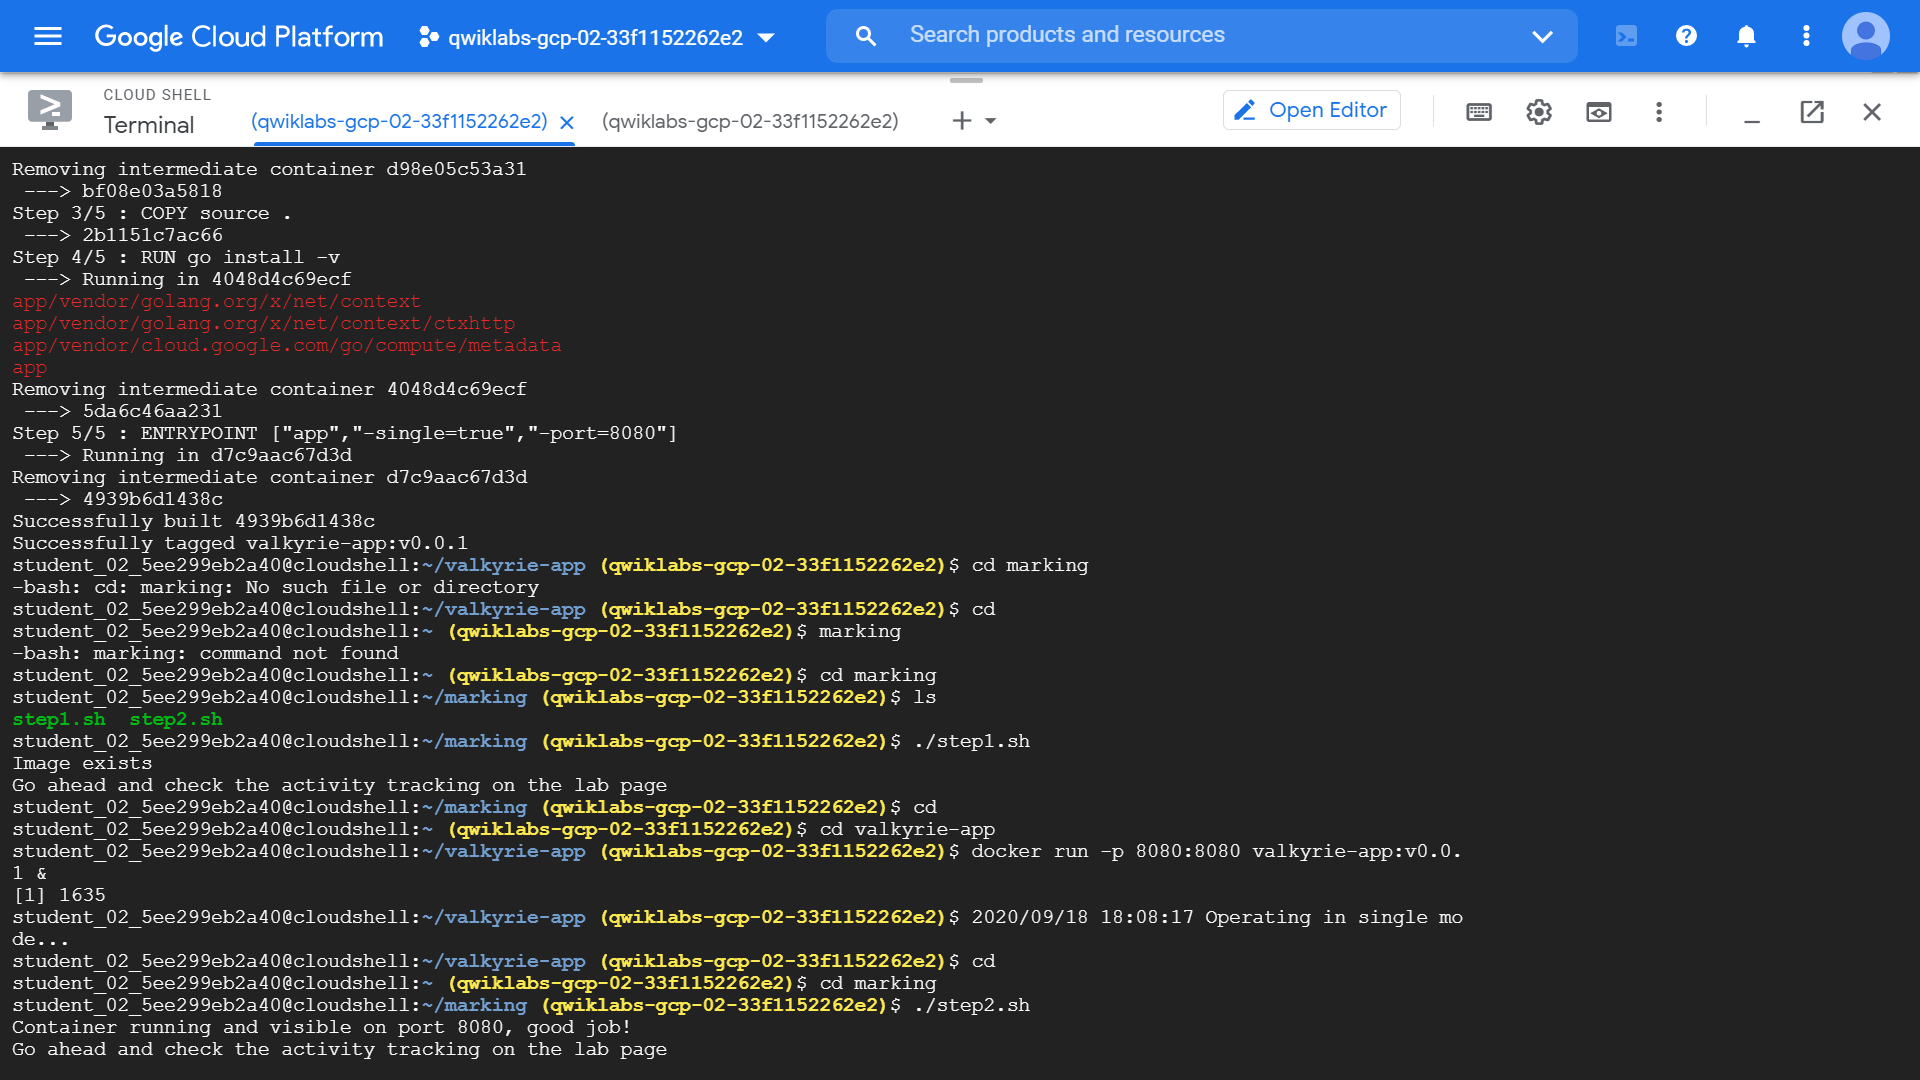 Google Cloud Platform
qwiklabs-gcp-02-33f1152262e2
Search products and resources
CLOUD SHELL
Terminal
(qwiklabs-gcp-02-33f1152262e2)
(qwiklabs-gcp-02-33f1152262e2)
Open Editor
Removing intermediate container d98e05c53a31
 ---> bf08e03a5818
Step 3/5 : COPY source .
 ---> 2b1151c7ac66
Step 4/5 : RUN go install -v
 ---> Running in 4048d4c69ecf
app/vendor/golang.org/x/net/context
app/vendor/golang.org/x/net/context/ctxhttp
app/vendor/cloud.google.com/go/compute/metadata
app
Removing intermediate container 4048d4c69ecf
 ---> 5da6c46aa231
Step 5/5 : ENTRYPOINT ["app","-single=true","-port=8080"]
 ---> Running in d7c9aac67d3d
Removing intermediate container d7c9aac67d3d
 ---> 4939b6d1438c
Successfully built 4939b6d1438c
Successfully tagged valkyrie-app:v0.0.1
student_02_5ee299eb2a40@cloudshell:~/valkyrie-app (qwiklabs-gcp-02-33f1152262e2)$ cd marking
-bash: cd: marking: No such file or directory
student_02_5ee299eb2a40@cloudshell:~/valkyrie-app (qwiklabs-gcp-02-33f1152262e2)$ cd
student_02_5ee299eb2a40@cloudshell:~ (qwiklabs-gcp-02-33f1152262e2)$ marking
-bash: marking: command not found
student_02_5ee299eb2a40@cloudshell:~ (qwiklabs-gcp-02-33f1152262e2)$ cd marking
student_02_5ee299eb2a40@cloudshell:~/marking (qwiklabs-gcp-02-33f1152262e2)$ ls
step1.sh  step2.sh
student_02_5ee299eb2a40@cloudshell:~/marking (qwiklabs-gcp-02-33f1152262e2)$ ./step1.sh
Image exists
Go ahead and check the activity tracking on the lab page
student_02_5ee299eb2a40@cloudshell:~/marking (qwiklabs-gcp-02-33f1152262e2)$ cd
student_02_5ee299eb2a40@cloudshell:~ (qwiklabs-gcp-02-33f1152262e2)$ cd valkyrie-app
student_02_5ee299eb2a40@cloudshell:~/valkyrie-app (qwiklabs-gcp-02-33f1152262e2)$ docker run -p 8080:8080 valkyrie-app:v0.0.
1 &
[1] 1635
student_02_5ee299eb2a40@cloudshell:~/valkyrie-app (qwiklabs-gcp-02-33f1152262e2)$ 2020/09/18 18:08:17 Operating in single mo
de...
student_02_5ee299eb2a40@cloudshell:~/valkyrie-app (qwiklabs-gcp-02-33f1152262e2)$ cd
student_02_5ee299eb2a40@cloudshell:~ (qwiklabs-gcp-02-33f1152262e2)$ cd marking
student_02_5ee299eb2a40@cloudshell:~/marking (qwiklabs-gcp-02-33f1152262e2)$ ./step2.sh
Container running and visible on port 8080, good job!
Go ahead and check the activity tracking on the lab page